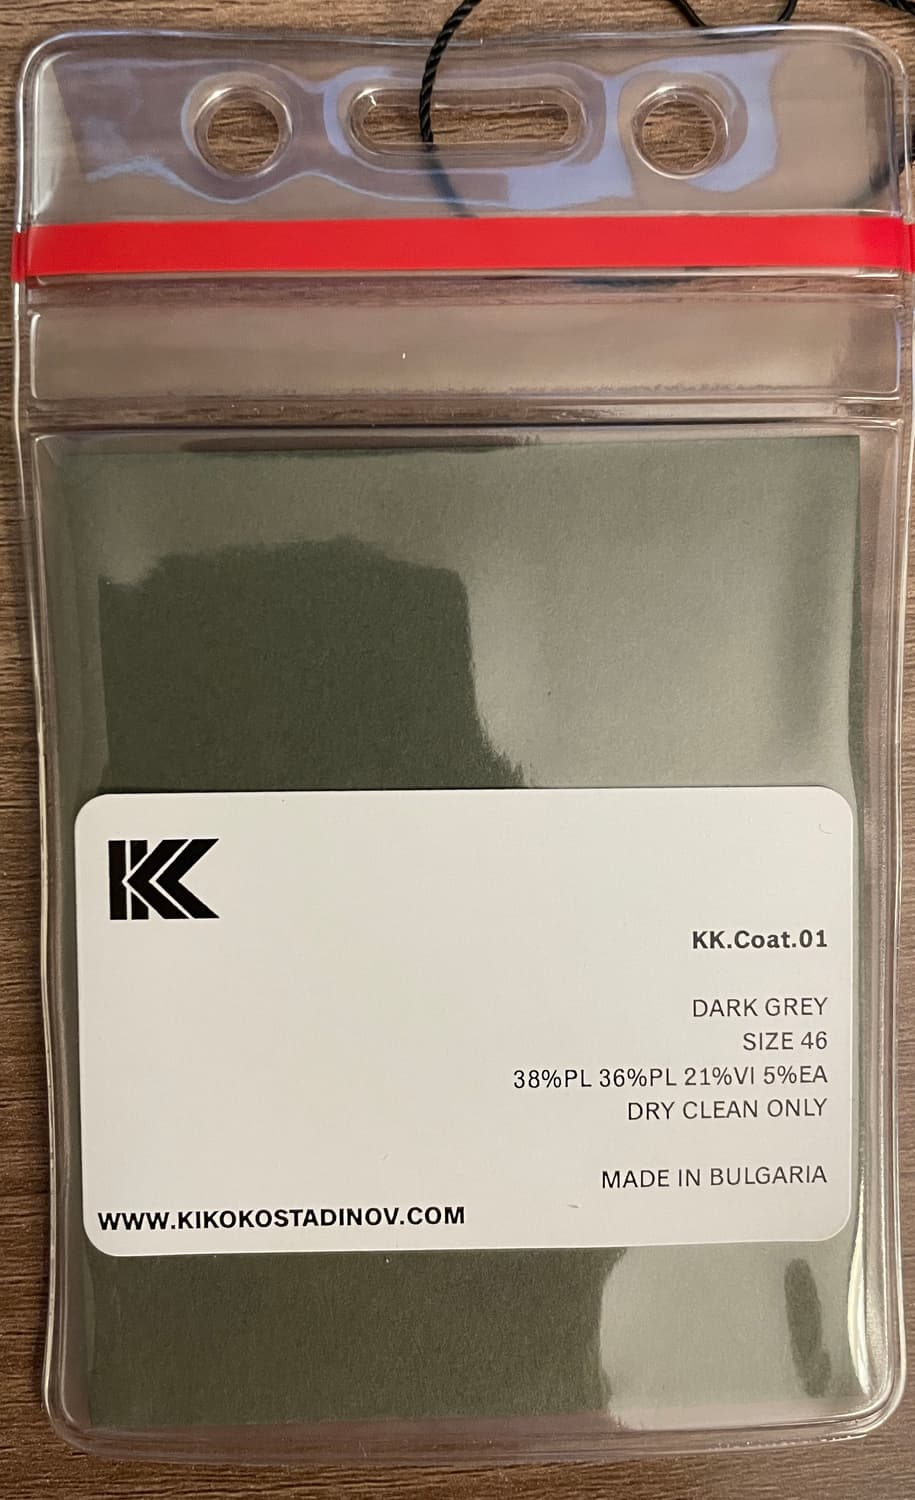 KK
KK.Coat.01
DARK GREY
SIZE 46
38%PL 36%PL 21%VI 5%EA
DRY CLEAN ONLY
MADE IN BULGARIA
WWW.KIKOKOSTADINOV.COM